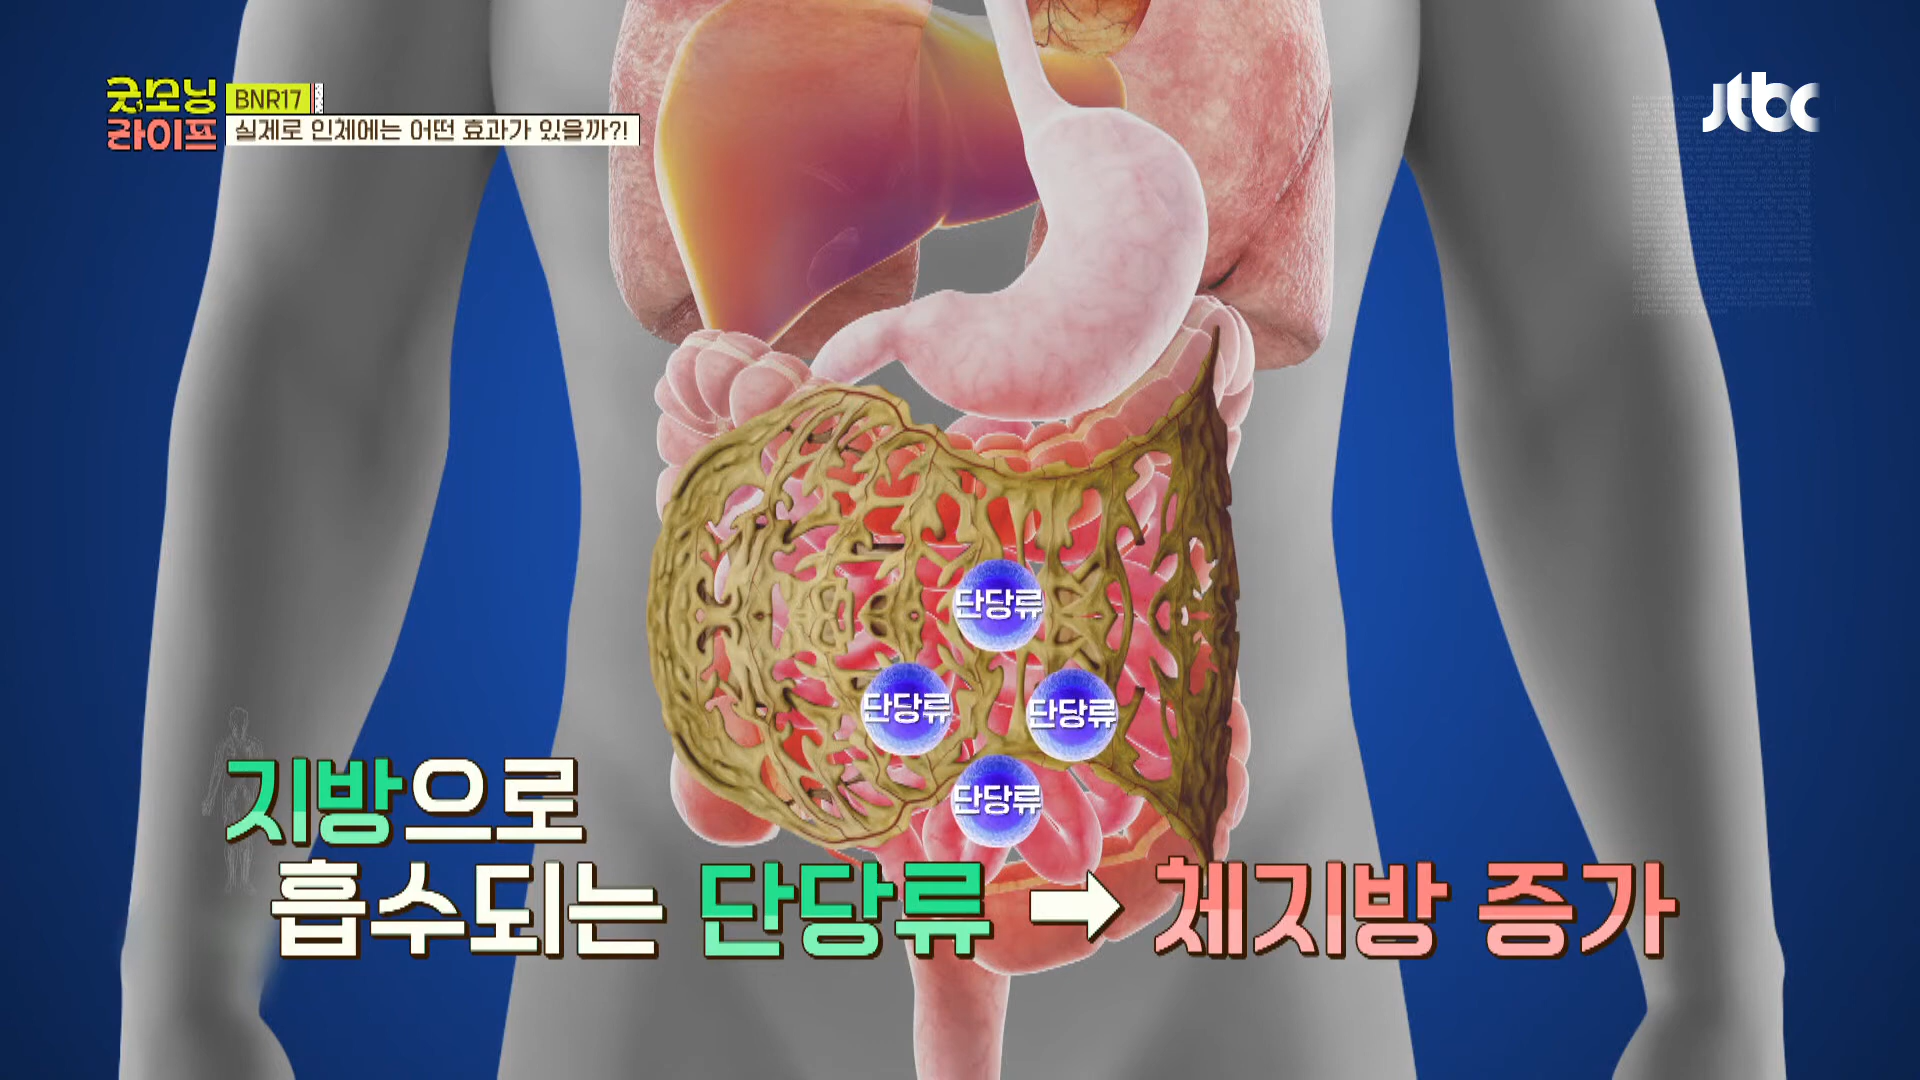 굿모닝
라이프
BNR17
실제로 인체에는 어떤 효과가 있을까?!
jtbc
단당류
단당류
단당류
단당류
지방으로
흡수되는 단당류 → 체지방 증가